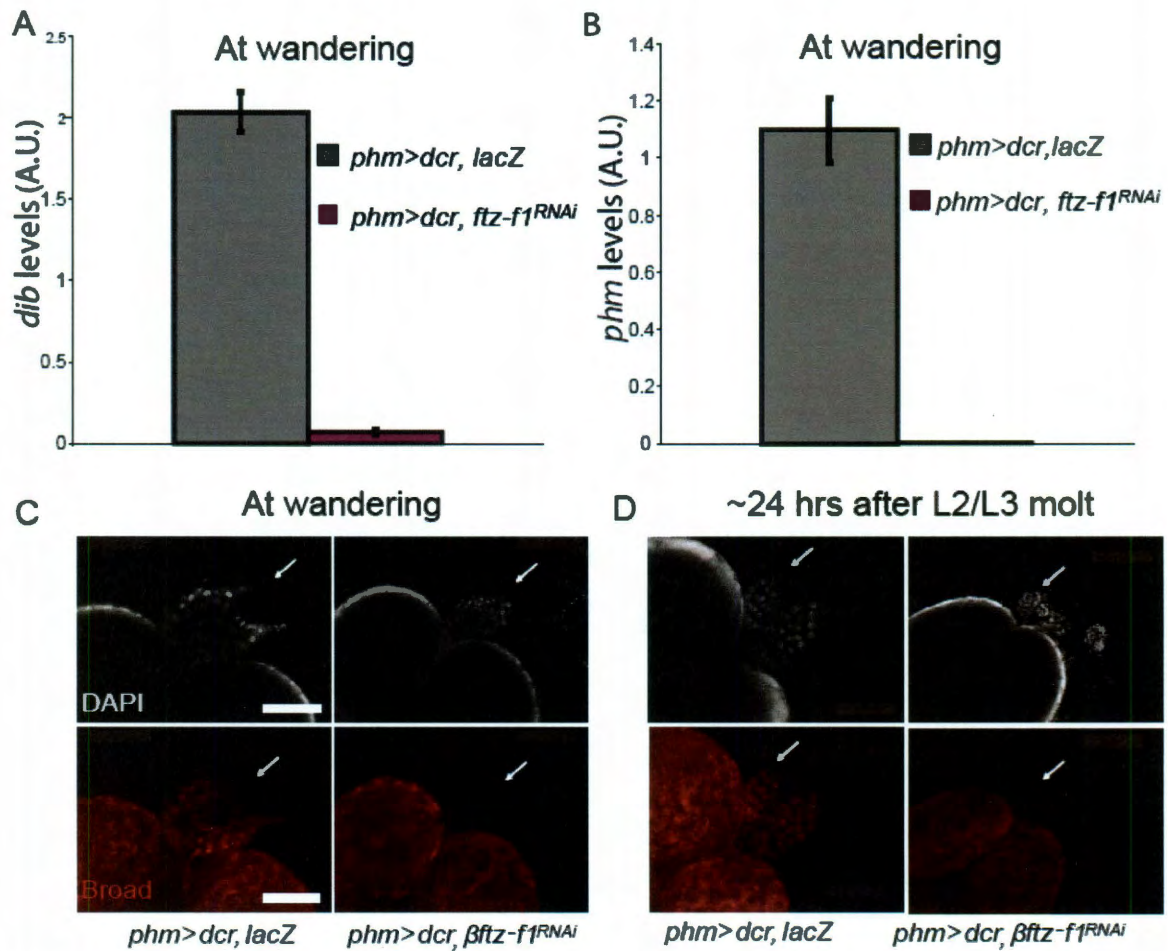 A
At wandering
dib levels (A.U.)
2.5
2
1.5
1
0.5
0
phm>dcr, lacZ
phm>dcr, ftz-f1RNAi
B
At wandering
phm levels (A.U.)
1.4
1.2
1
0.8
0.6
0.4
0.2
0
phm>dcr,lacZ
phm>dcr, ftz-f1RNAi
C
At wandering
DAPI
Broad
phm>dcr, lacZ
phm>dcr, βftz-f1RNAi
D
~24 hrs after L2/L3 molt
phm>dcr, lacZ
phm>dcr, βftz-f1RNAi